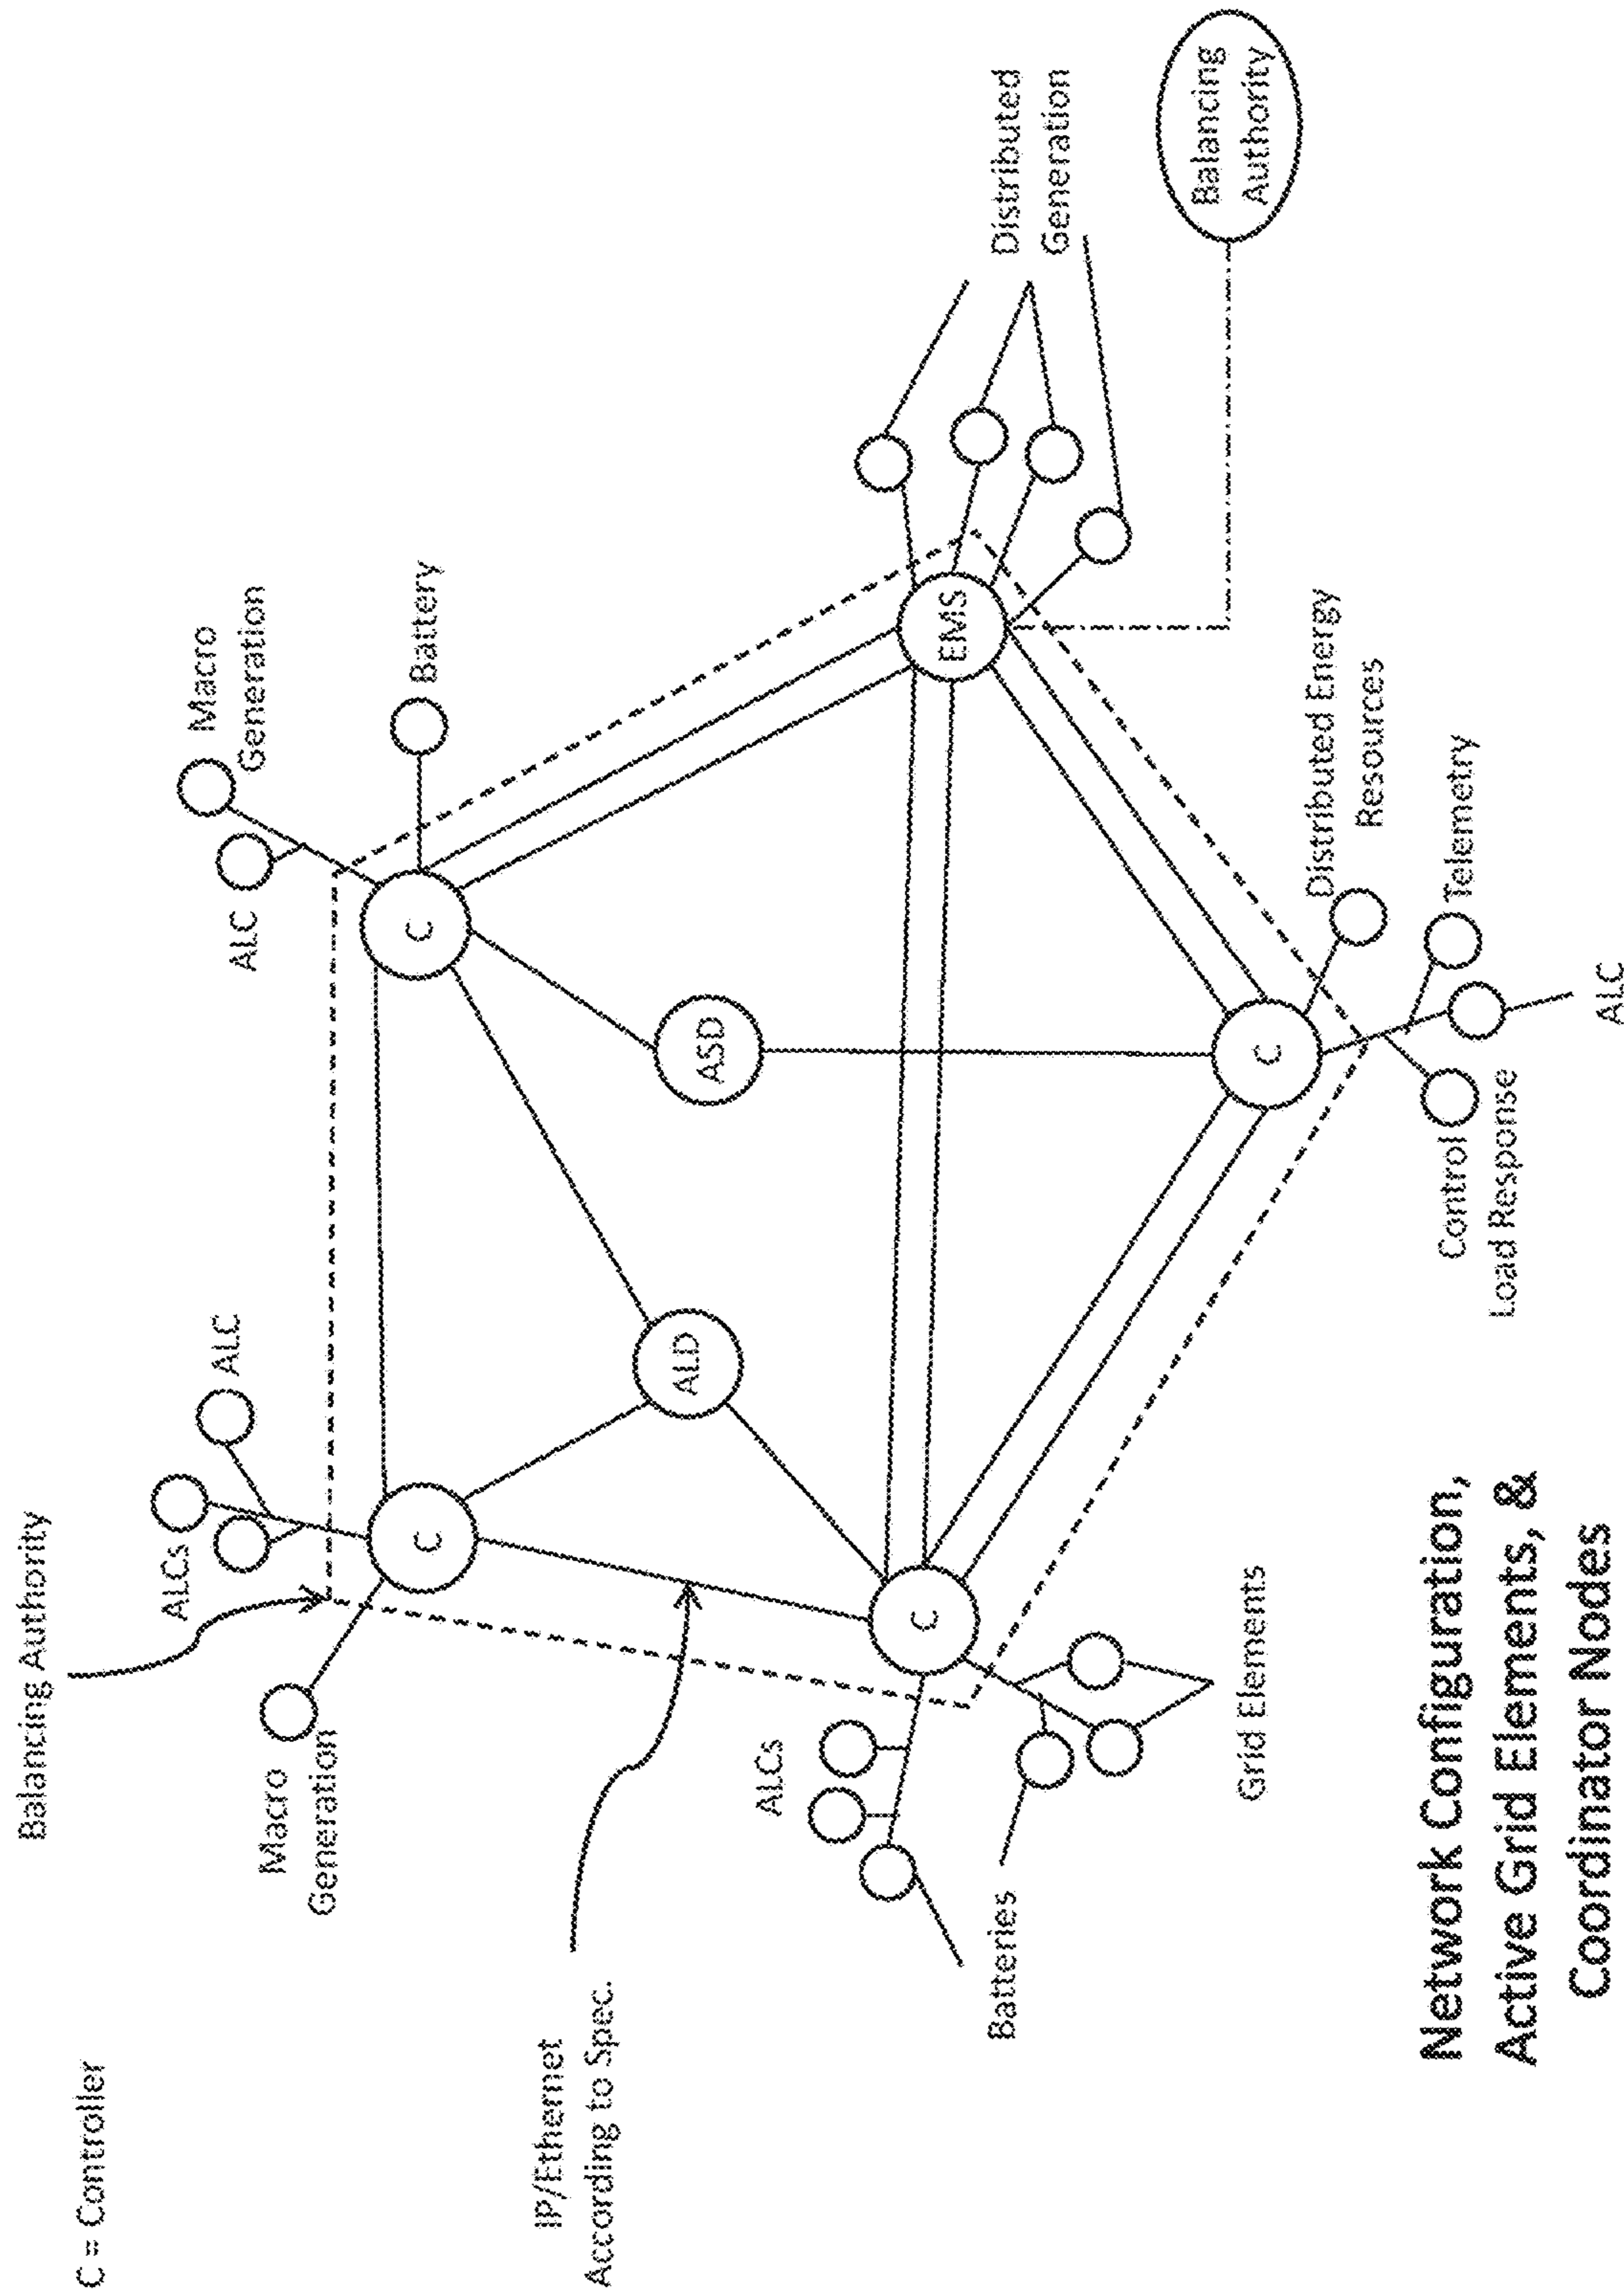 C = Controller
Balancing Authority
ALCs
ALC
Macro
Generation
C
ALC
Macro
Generation
C
Battery
IP/Ethernet
According to Spec.
ALD
ASD
ALCs
C
EMS
Batteries
Grid Elements
Distributed
Generation
C
Distributed Energy
Resources
Telemetry
Control
Load Response
ALC
Balancing
Authority
Network Configuration,
Active Grid Elements, &
Coordinator Nodes